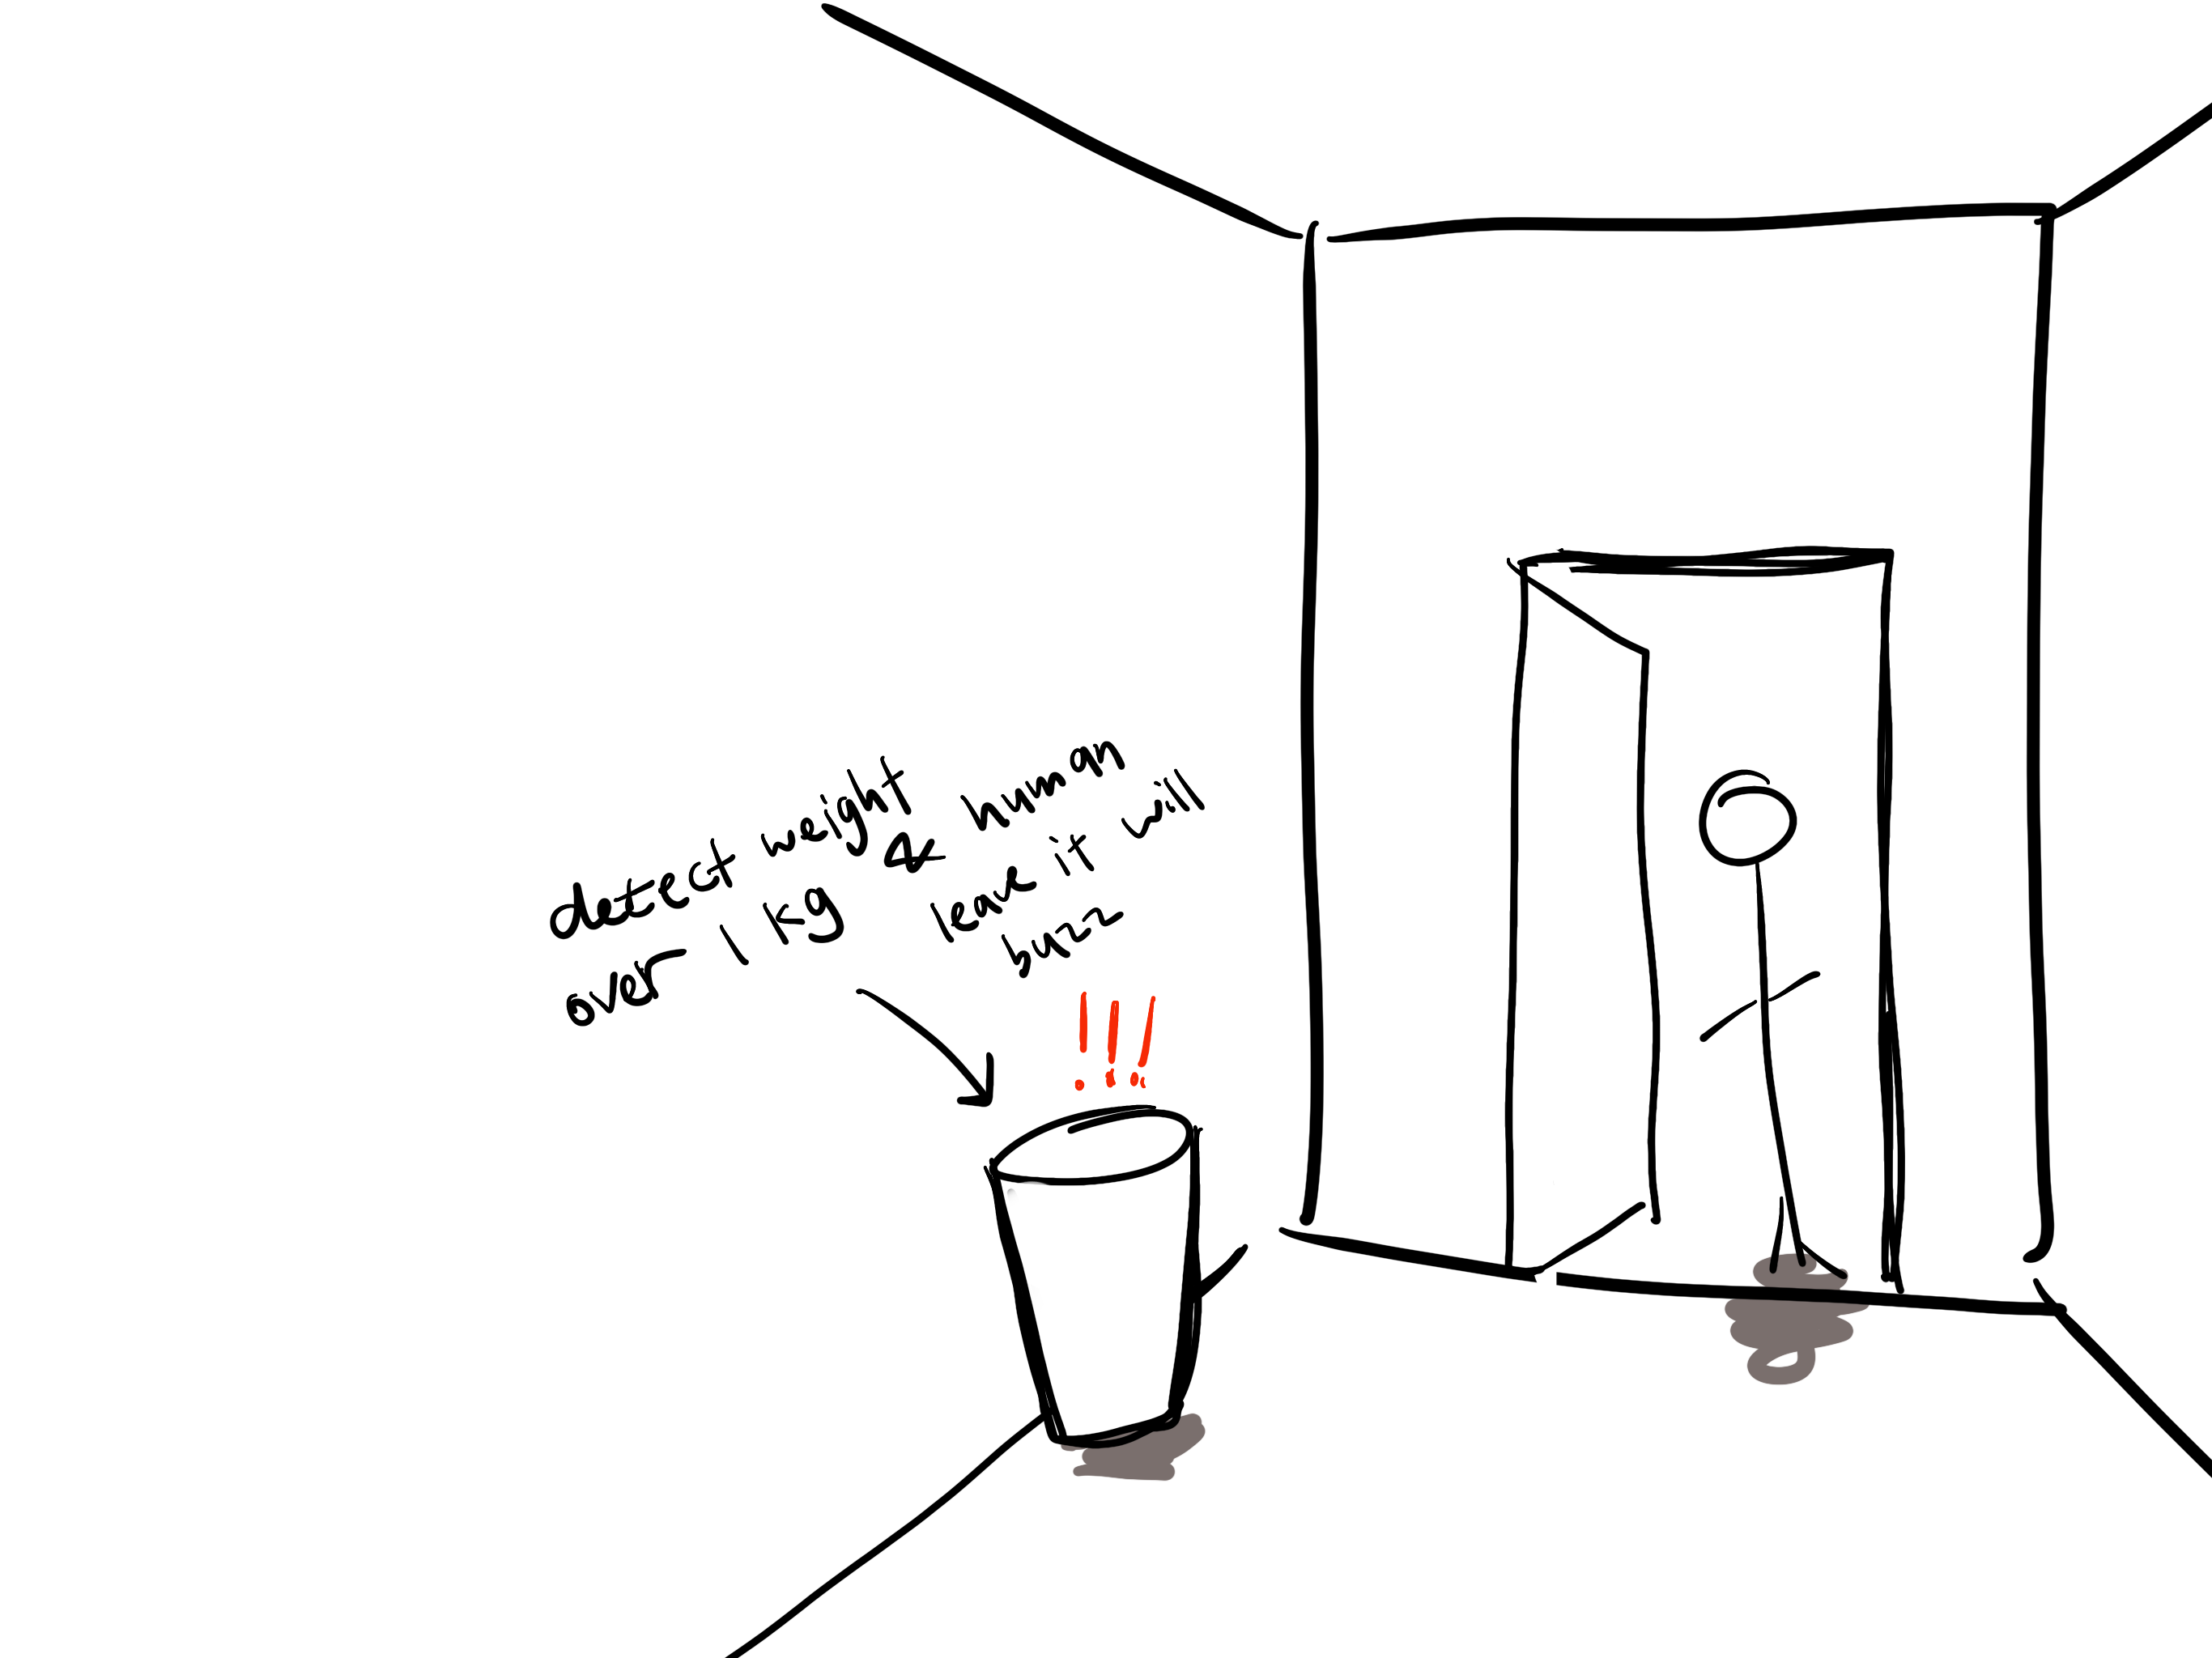 detect weight
over 1 kg & human
leave it will
buzz
!!!